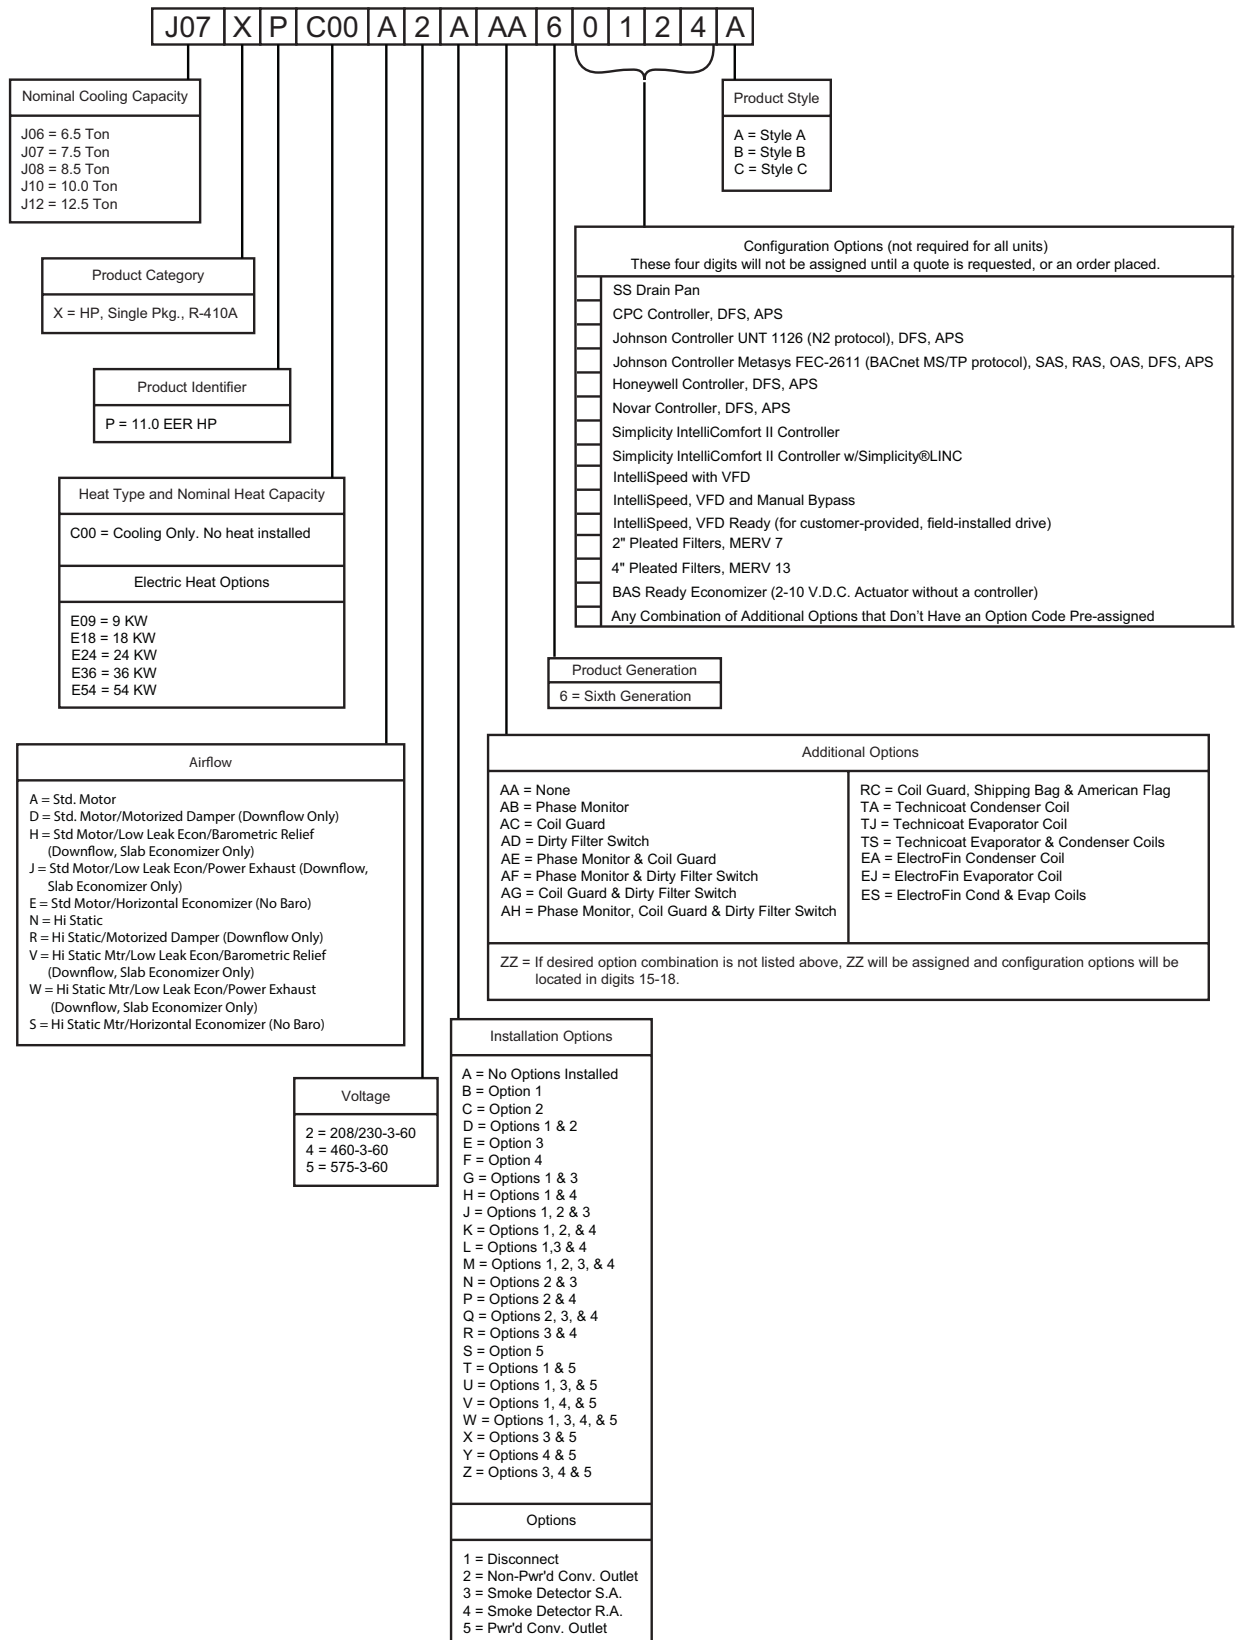 J07 X P C00 A 2 A AA 6 0 1 2 4 A
Nominal Cooling Capacity
J06 = 6.5 Ton
J07 = 7.5 Ton
J08 = 8.5 Ton
J10 = 10.0 Ton
J12 = 12.5 Ton
Product Style
A = Style A
B = Style B
C = Style C
Product Category
X = HP, Single Pkg., R-410A
Product Identifier
P = 11.0 EER HP
Configuration Options (not required for all units)
These four digits will not be assigned until a quote is requested, or an order placed.
SS Drain Pan
CPC Controller, DFS, APS
Johnson Controller UNT 1126 (N2 protocol), DFS, APS
Johnson Controller Metasys FEC-2611 (BACnet MS/TP protocol), SAS, RAS, OAS, DFS, APS
Honeywell Controller, DFS, APS
Novar Controller, DFS, APS
Simplicity IntelliComfort II Controller
Simplicity IntelliComfort II Controller w/Simplicity®LINC
IntelliSpeed with VFD
IntelliSpeed, VFD and Manual Bypass
IntelliSpeed, VFD Ready (for customer-provided, field-installed drive)
2" Pleated Filters, MERV 7
4" Pleated Filters, MERV 13
BAS Ready Economizer (2-10 V.D.C. Actuator without a controller)
Any Combination of Additional Options that Don't Have an Option Code Pre-assigned
Heat Type and Nominal Heat Capacity
C00 = Cooling Only. No heat installed
Electric Heat Options
E09 = 9 KW
E18 = 18 KW
E24 = 24 KW
E36 = 36 KW
E54 = 54 KW
Product Generation
6 = Sixth Generation
Airflow
A = Std. Motor
D = Std. Motor/Motorized Damper (Downflow Only)
H = Std Motor/Low Leak Econ/Barometric Relief
(Downflow, Slab Economizer Only)
J = Std Motor/Low Leak Econ/Power Exhaust (Downflow,
Slab Economizer Only)
E = Std Motor/Horizontal Economizer (No Baro)
N = Hi Static
R = Hi Static/Motorized Damper (Downflow Only)
V = Hi Static Mtr/Low Leak Econ/Barometric Relief
(Downflow, Slab Economizer Only)
W = Hi Static Mtr/Low Leak Econ/Power Exhaust
(Downflow, Slab Economizer Only)
S = Hi Static Mtr/Horizontal Economizer (No Baro)
Additional Options
AA = None
AB = Phase Monitor
AC = Coil Guard
AD = Dirty Filter Switch
AE = Phase Monitor & Coil Guard
AF = Phase Monitor & Dirty Filter Switch
AG = Coil Guard & Dirty Filter Switch
AH = Phase Monitor, Coil Guard & Dirty Filter Switch
RC = Coil Guard, Shipping Bag & American Flag
TA = Technicoat Condenser Coil
TJ = Technicoat Evaporator Coil
TS = Technicoat Evaporator & Condenser Coils
EA = ElectroFin Condenser Coil
EJ = ElectroFin Evaporator Coil
ES = ElectroFin Cond & Evap Coils
ZZ = If desired option combination is not listed above, ZZ will be assigned and configuration options will be
located in digits 15-18.
Voltage
2 = 208/230-3-60
4 = 460-3-60
5 = 575-3-60
Installation Options
A = No Options Installed
B = Option 1
C = Option 2
D = Options 1 & 2
E = Option 3
F = Option 4
G = Options 1 & 3
H = Options 1 & 4
J = Options 1, 2 & 3
K = Options 1, 2, & 4
L = Options 1,3 & 4
M = Options 1, 2, 3, & 4
N = Options 2 & 3
P = Options 2 & 4
Q = Options 2, 3, & 4
R = Options 3 & 4
S = Option 5
T = Options 1 & 5
U = Options 1, 3, & 5
V = Options 1, 4, & 5
W = Options 1, 3, 4, & 5
X = Options 3 & 5
Y = Options 4 & 5
Z = Options 3, 4 & 5
Options
1 = Disconnect
2 = Non-Pwr'd Conv. Outlet
3 = Smoke Detector S.A.
4 = Smoke Detector R.A.
5 = Pwr'd Conv. Outlet